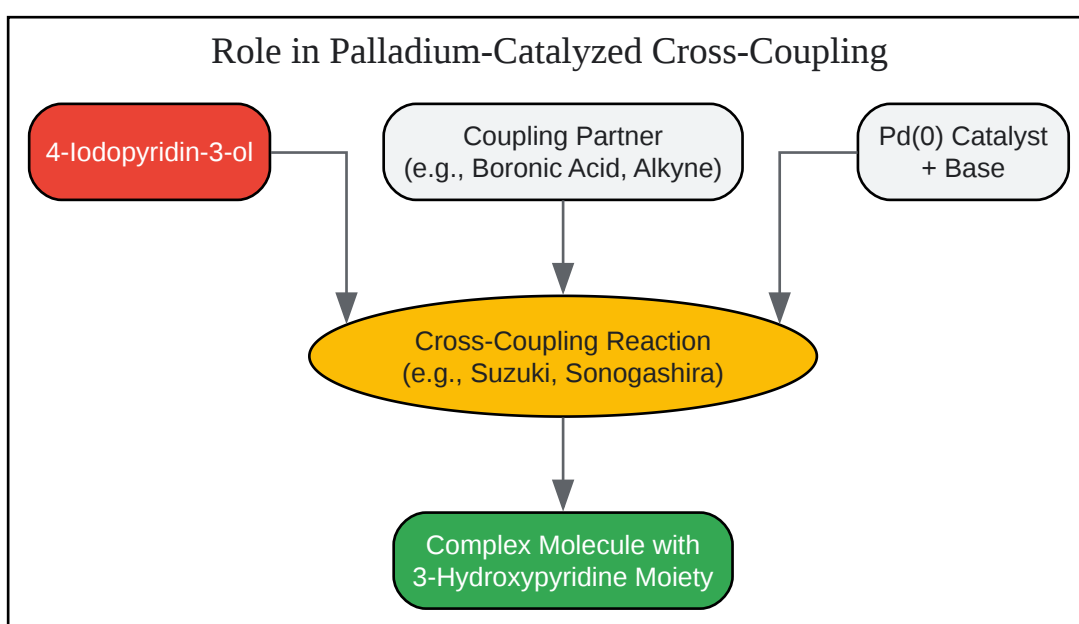 Role in Palladium-Catalyzed Cross-Coupling
4-Iodopyridin-3-ol
Coupling Partner
(e.g., Boronic Acid, Alkyne)
Pd(0) Catalyst
+ Base
Cross-Coupling Reaction
(e.g., Suzuki, Sonogashira)
Complex Molecule with
3-Hydroxypyridine Moiety